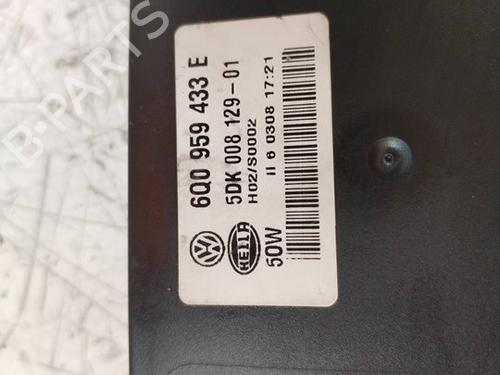 6Q0 959 433 E
5DK 008 129-01
H02/S0002
II 6 0308 17:21
HELLA
50W
B-PARTS